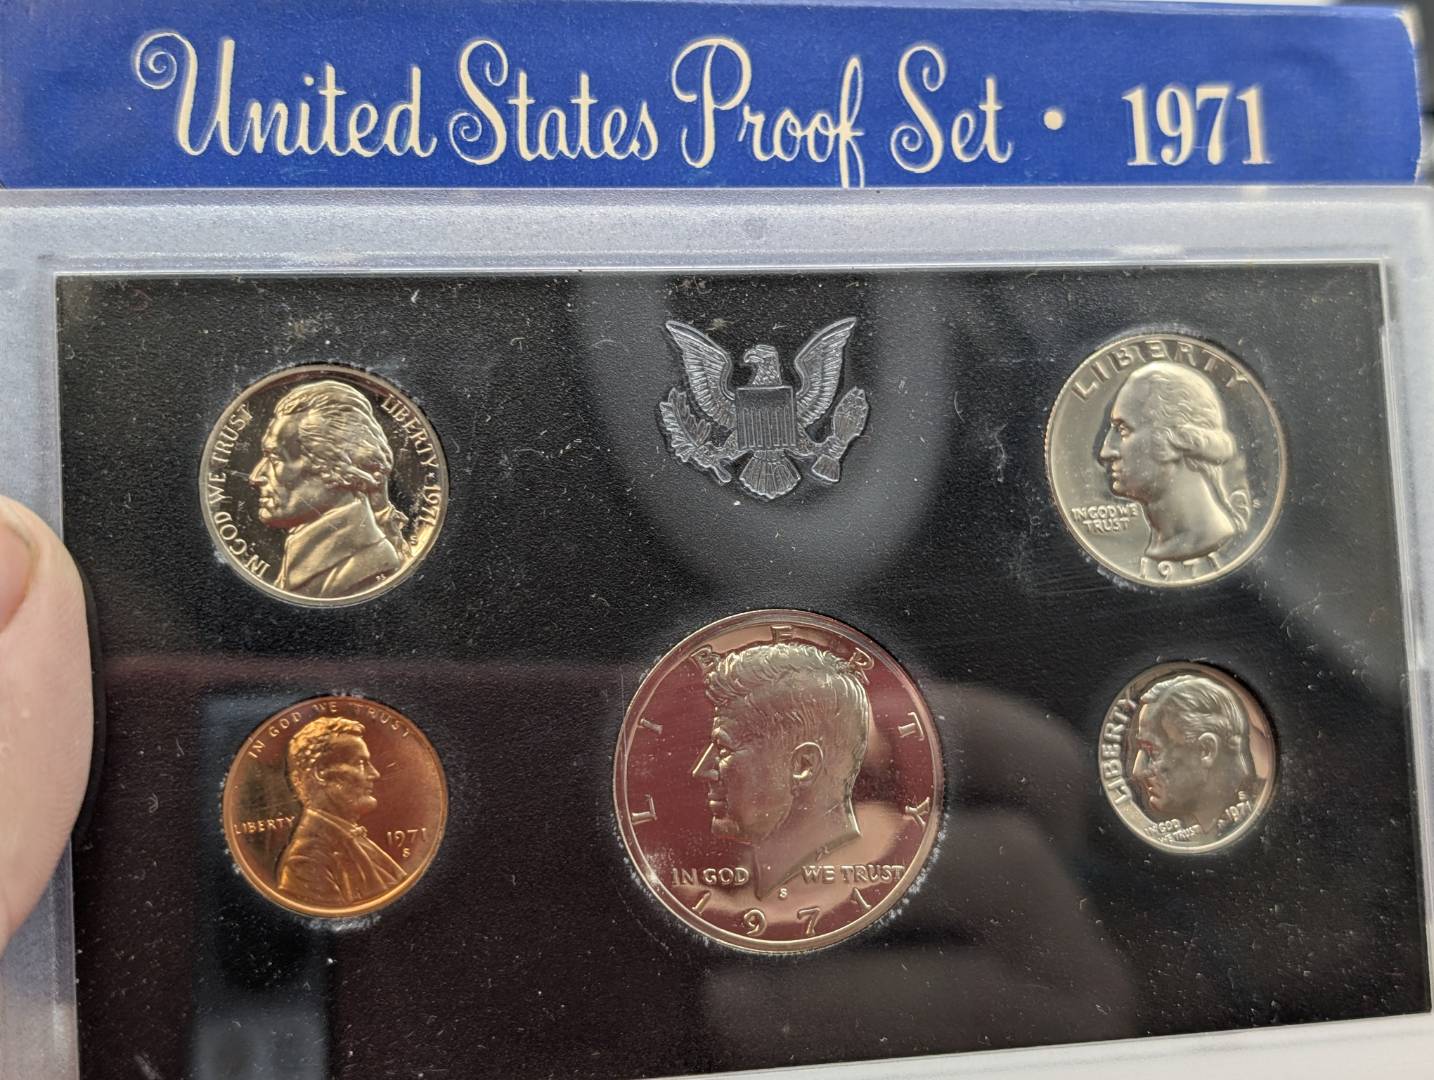 United States Proof Set • 1971
IN GOD WE TRUST
LIBERTY • 1971
S
LIBERTY
IN GOD WE
TRUST
1971
IN GOD WE TRUST
LIBERTY
1971
S
LIBERTY
IN GOD WE TRUST
S
1971
LIBERTY
IN GOD
WE TRUST
S
1971